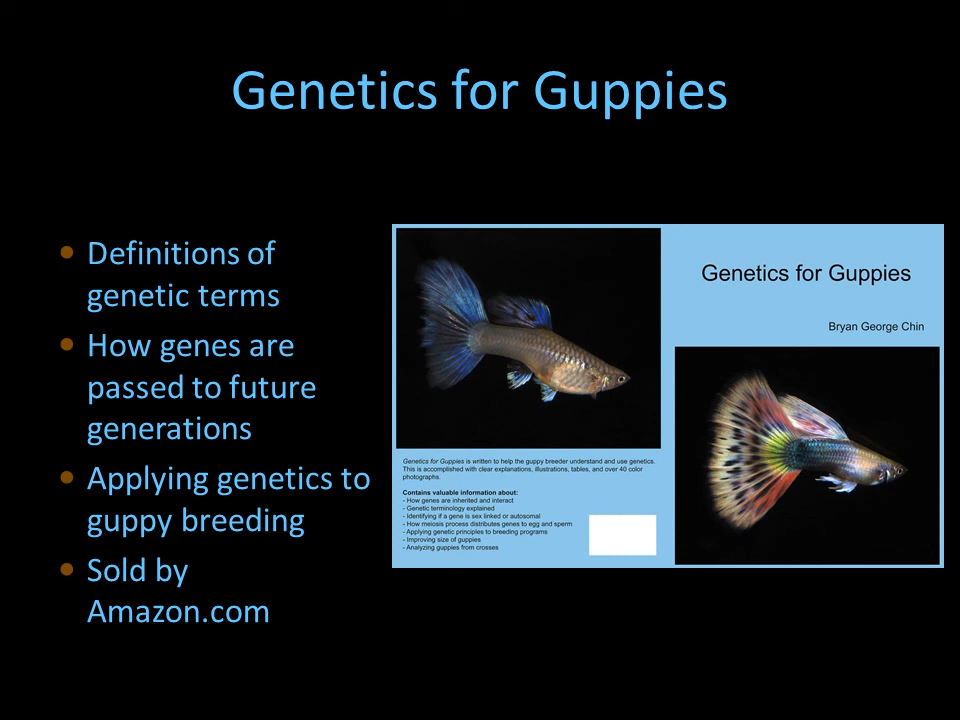 Genetics for Guppies
Definitions of
genetic terms
How genes are
passed to future
generations
Applying genetics to
guppy breeding
Sold by
Amazon.com
Genetics for Guppies
Bryan George Chin
Genetics for Guppies is written to help the guppy breeder understand and use genetics.
This is accomplished with clear explanations, illustrations, tables, and over 40 color
photographs.
Contains valuable information about:
- How genes are inherited and interact
- Genetic terminology explained
- Identifying if a gene is sex linked or autosomal
- How meiosis process distributes genes to egg and sperm
- Applying genetic principles to breeding programs
- Improving size of guppies
- Analyzing guppies from crosses